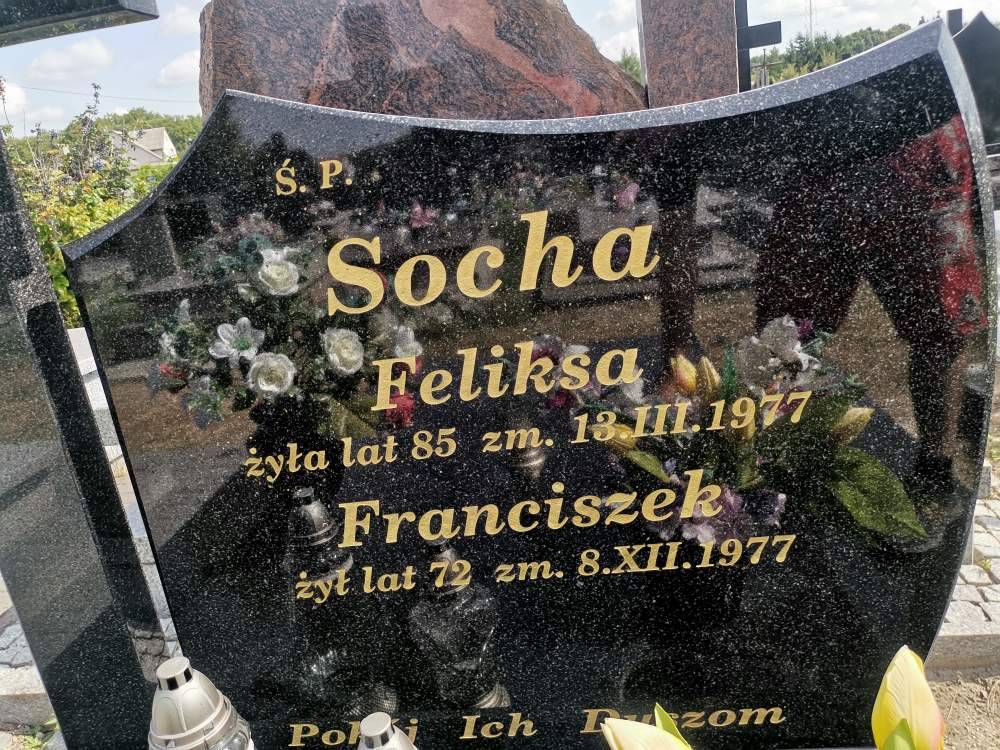 Ś. P.
Socha
Feliksa
żyła lat 85 zm. 13.III.1977
Franciszek
żył lat 72 zm. 8.XII.1977
Pokój Ich Duszom